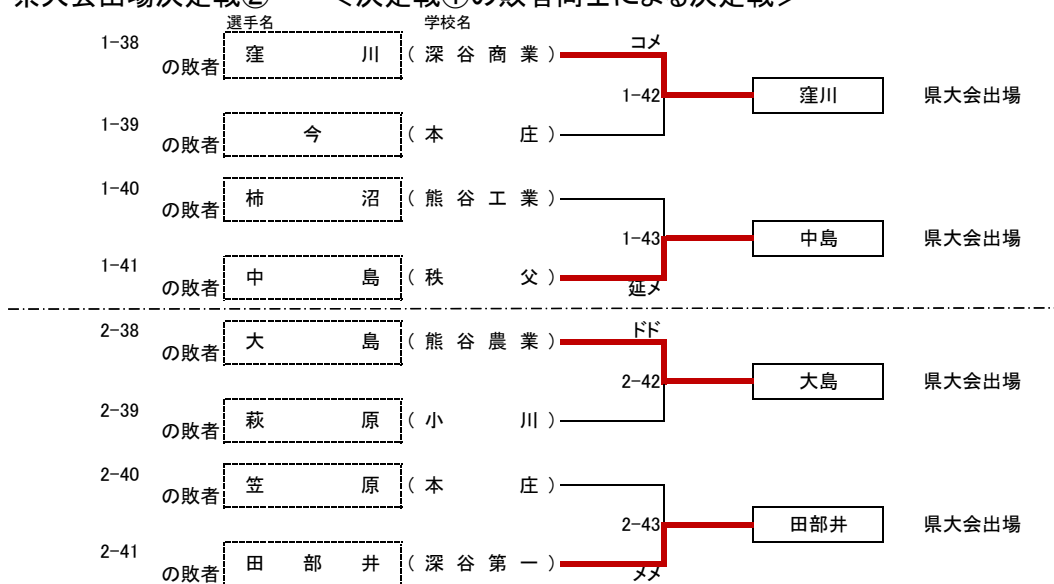 県大会出場決定戦② <決定戦①の敗者同士による決定戦>
選手名 学校名
1-38 の敗者 窪川 (深谷商業) コメ
1-42 窪川 県大会出場
1-39 の敗者 今 (本庄)
1-40 の敗者 柿沼 (熊谷工業)
1-43 中島 県大会出場
1-41 の敗者 中島 (秩父) 延メ
2-38 の敗者 大島 (熊谷農業) ドド
2-42 大島 県大会出場
2-39 の敗者 萩原 (小川)
2-40 の敗者 笠原 (本庄)
2-43 田部井 県大会出場
2-41 の敗者 田部井 (深谷第一) メメ